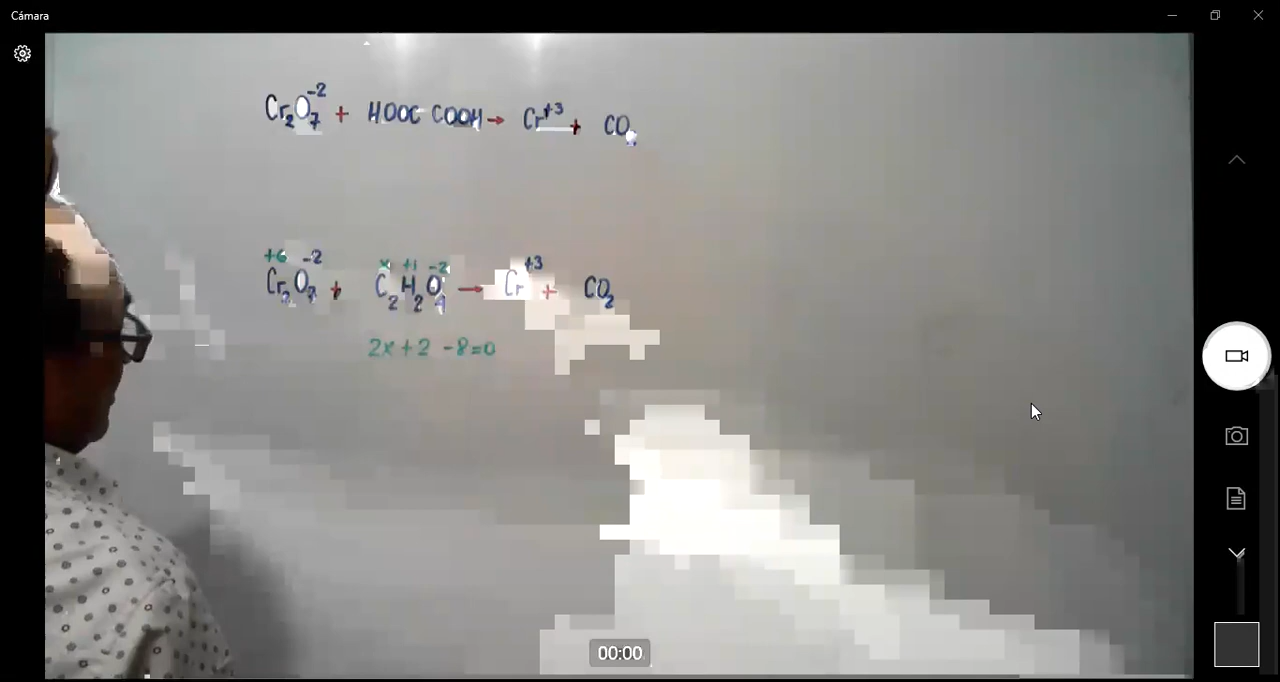 Cámara
Cr₂O₇⁻² + HOOC COOH → Cr⁺³ + CO₂
+6 -2 x +1 -2 +3
Cr₂O₇ + C₂H₂O₄ → Cr + CO₂
2x + 2 - 8 = 0
00:00